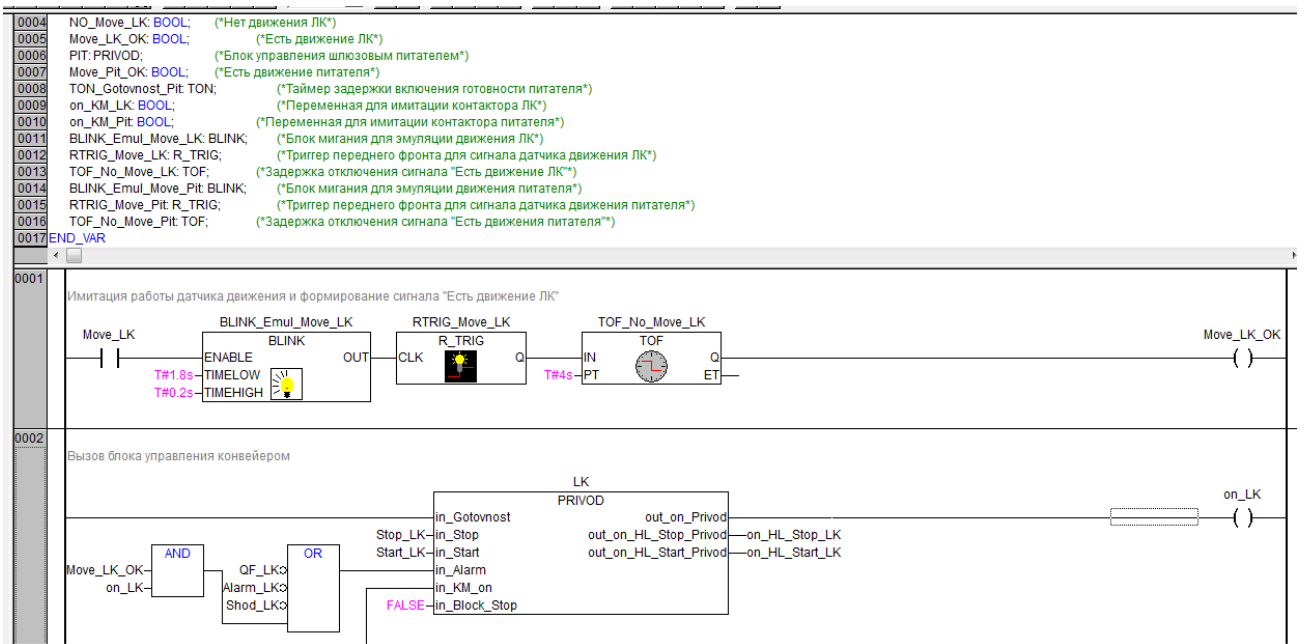 0004 NO_Move_LK: BOOL; (*Нет движения ЛК*)
0005 Move_LK_OK: BOOL; (*Есть движение ЛК*)
0006 PIT: PRIVOD; (*Блок управления шлюзовым питателем*)
0007 Move_Pit_OK: BOOL; (*Есть движение питателя*)
0008 TON_Gotovnost_Pit: TON; (*Таймер задержки включения готовности питателя*)
0009 on_KM_LK: BOOL; (*Переменная для имитации контактора ЛК*)
0010 on_KM_Pit: BOOL; (*Переменная для имитации контактора питателя*)
0011 BLINK_Emul_Move_LK: BLINK; (*Блок мигания для эмуляции движения ЛК*)
0012 RTRIG_Move_LK: R_TRIG; (*Триггер переднего фронта для сигнала датчика движения ЛК*)
0013 TOF_No_Move_LK: TOF; (*Задержка отключения сигнала "Есть движение ЛК"*)
0014 BLINK_Emul_Move_Pit: BLINK; (*Блок мигания для эмуляции движения питателя*)
0015 RTRIG_Move_Pit: R_TRIG; (*Триггер переднего фронта для сигнала датчика движения питателя*)
0016 TOF_No_Move_Pit: TOF; (*Задержка отключения сигнала "Есть движения питателя"*)
0017 END_VAR
0001
Имитация работы датчика движения и формирование сигнала "Есть движение ЛК"
BLINK_Emul_Move_LK RTRIG_Move_LK TOF_No_Move_LK
Move_LK BLINK R_TRIG TOF Move_LK_OK
ENABLE OUT CLK Q IN Q
T#1.8s TIMELOW T#4s PT ET
T#0.2s TIMEHIGH
0002
Вызов блока управления конвейером
LK
PRIVOD on_LK
in_Gotovnost out_on_Privod
Stop_LK in_Stop out_on_HL_Stop_Privod on_HL_Stop_LK
AND OR Start_LK in_Start out_on_HL_Start_Privod on_HL_Start_LK
Move_LK_OK QF_LK in_Alarm
on_LK Alarm_LK in_KM_on
Shod_LK FALSE in_Block_Stop